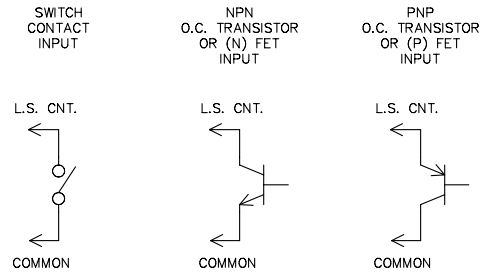 SWITCH
CONTACT
INPUT
NPN
O.C. TRANSISTOR
OR (N) FET
INPUT
PNP
O.C. TRANSISTOR
OR (P) FET
INPUT
L.S. CNT.
L.S. CNT.
L.S. CNT.
COMMON
COMMON
COMMON